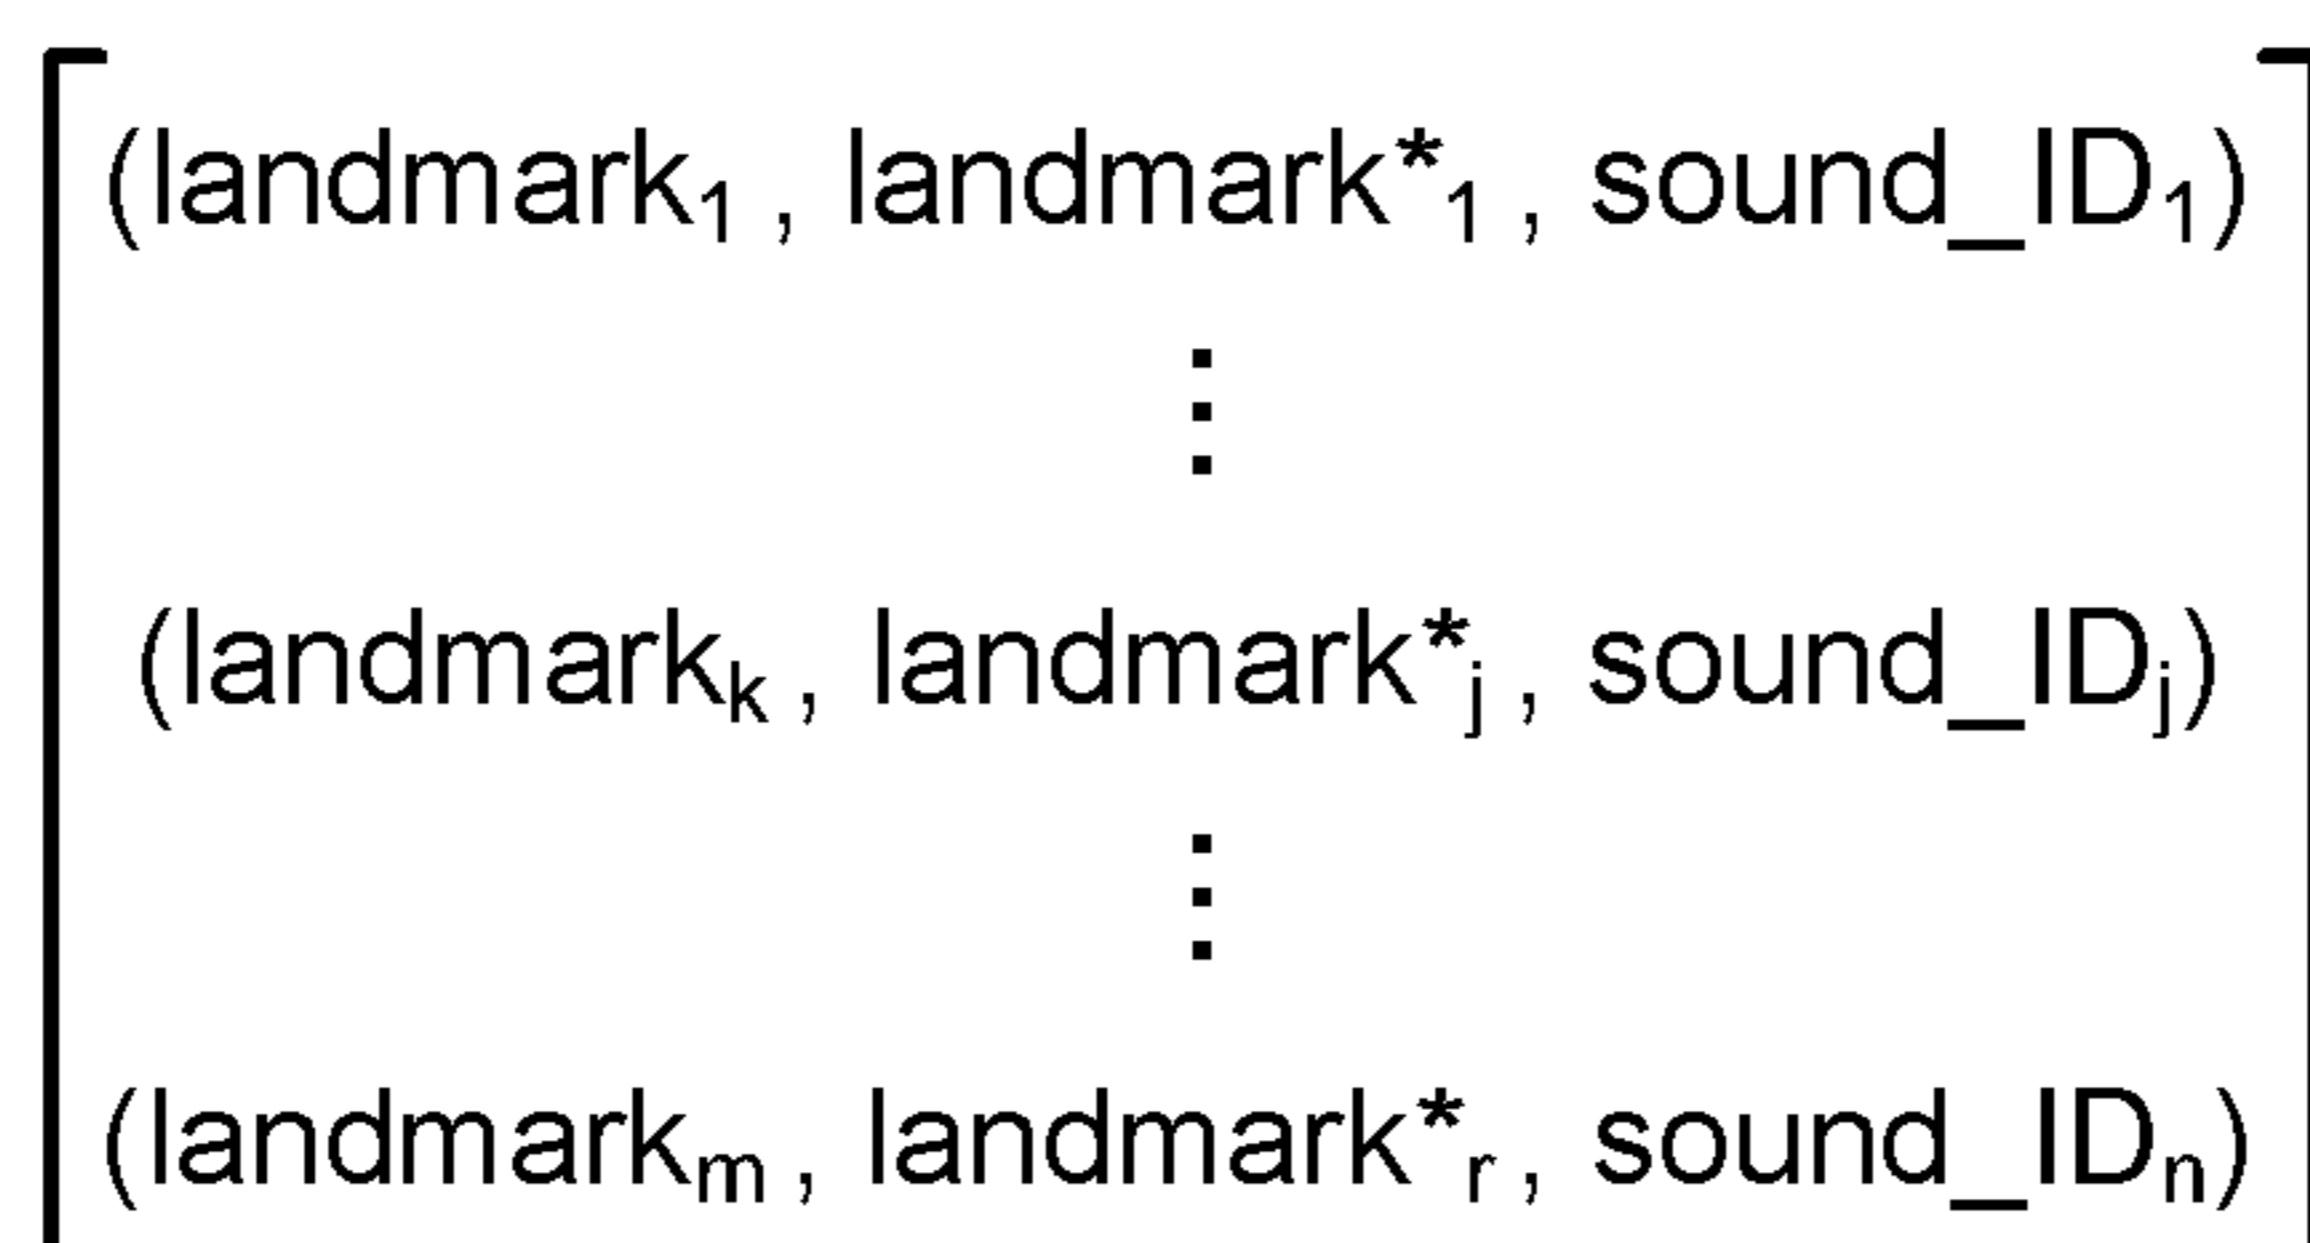 (landmark₁ , landmark*₁ , sound_ID₁)
⋮
(landmarkₖ , landmark*ⱼ , sound_IDⱼ)
⋮
(landmarkₘ , landmark*ᵣ , sound_IDₙ)